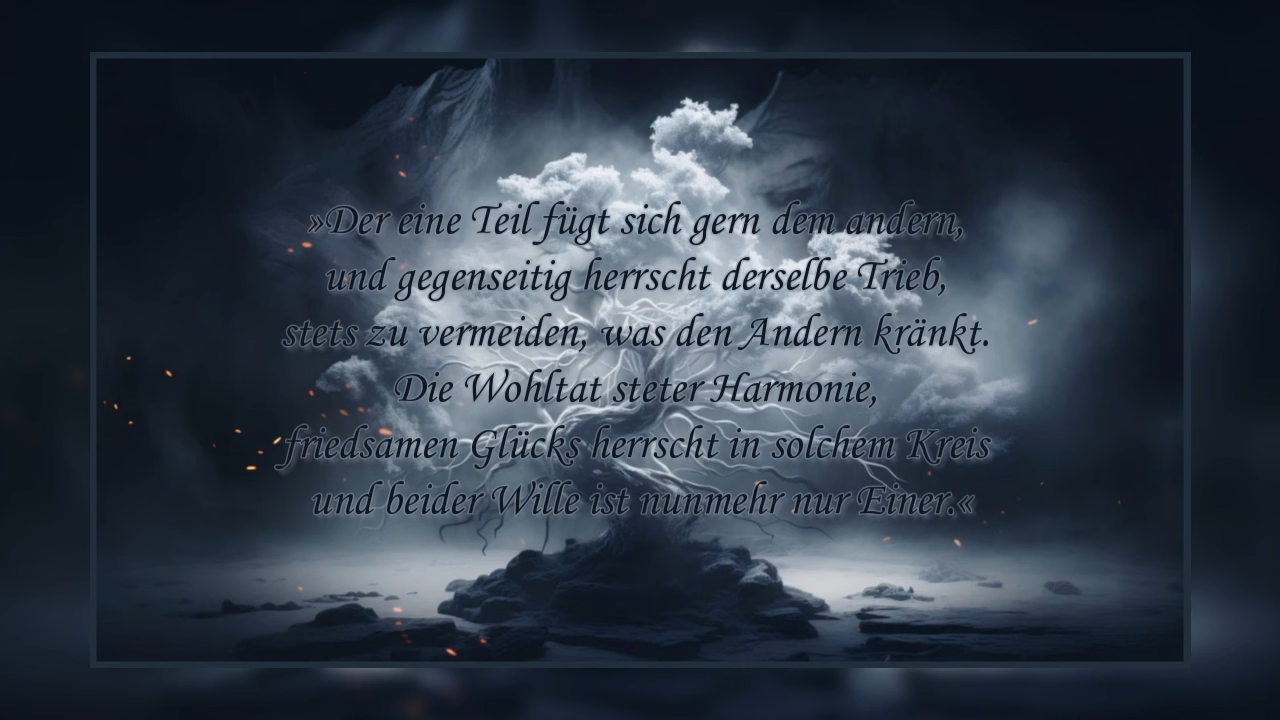 »Der eine Teil fügt sich gern dem andern,
und gegenseitig herrscht derselbe Trieb,
stets zu vermeiden, was den Andern kränkt.
Die Wohltat steter Harmonie,
friedsamen Glücks herrscht in solchem Kreis
und beider Wille ist nunmehr nur Einer.«